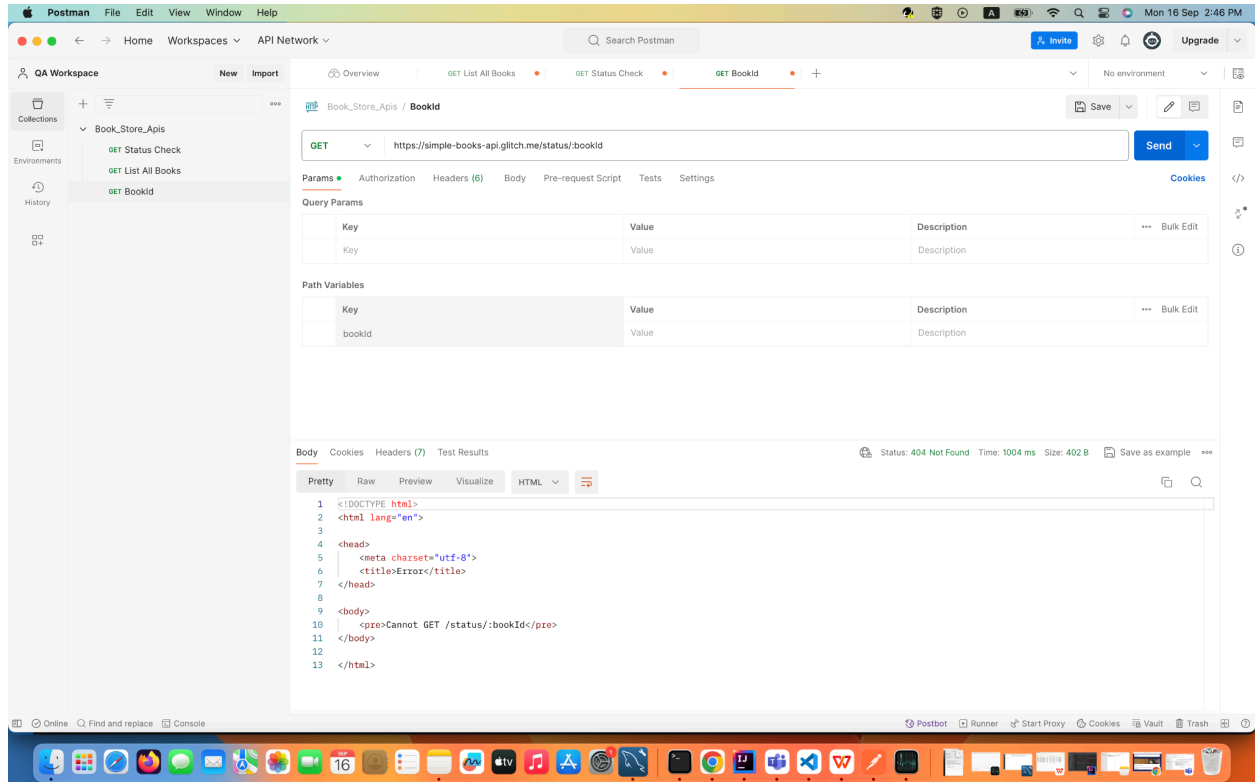 Postman File Edit View Window Help A Mon 16 Sep 2:46 PM
Home Workspaces API Network Search Postman Invite Upgrade
QA Workspace New Import Overview GET List All Books GET Status Check GET BookId No environment
Collections
Book_Store_Apis
GET Status Check
GET List All Books
GET BookId
Environments
History
HTTP Book_Store_Apis / BookId Save
GET https://simple-books-api.glitch.me/status/:bookId Send
Params Authorization Headers (6) Body Pre-request Script Tests Settings Cookies
Query Params
Key Value Description Bulk Edit
Key Value Description
Path Variables
Key Value Description Bulk Edit
bookId Value Description
Body Cookies Headers (7) Test Results Status: 404 Not Found Time: 1004 ms Size: 402 B Save as example
Pretty Raw Preview Visualize HTML
1 <!DOCTYPE html>
2 <html lang="en">
3
4 <head>
5 <meta charset="utf-8">
6 <title>Error</title>
7 </head>
8
9 <body>
10 <pre>Cannot GET /status/:bookId</pre>
11 </body>
12
13 </html>
Online Find and replace Console Postbot Runner Start Proxy Cookies Vault Trash
SEP
16
tv